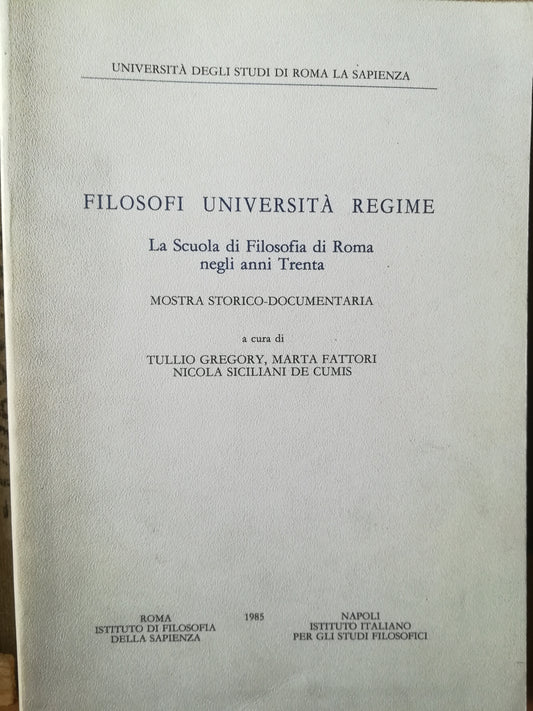 UNIVERSITÀ DEGLI STUDI DI ROMA LA SAPIENZA
FILOSOFI UNIVERSITÀ REGIME
La Scuola di Filosofia di Roma
negli anni Trenta
MOSTRA STORICO-DOCUMENTARIA
a cura di
TULLIO GREGORY, MARTA FATTORI
NICOLA SICILIANI DE CUMIS
ROMA
ISTITUTO DI FILOSOFIA
DELLA SAPIENZA
1985
NAPOLI
ISTITUTO ITALIANO
PER GLI STUDI FILOSOFICI